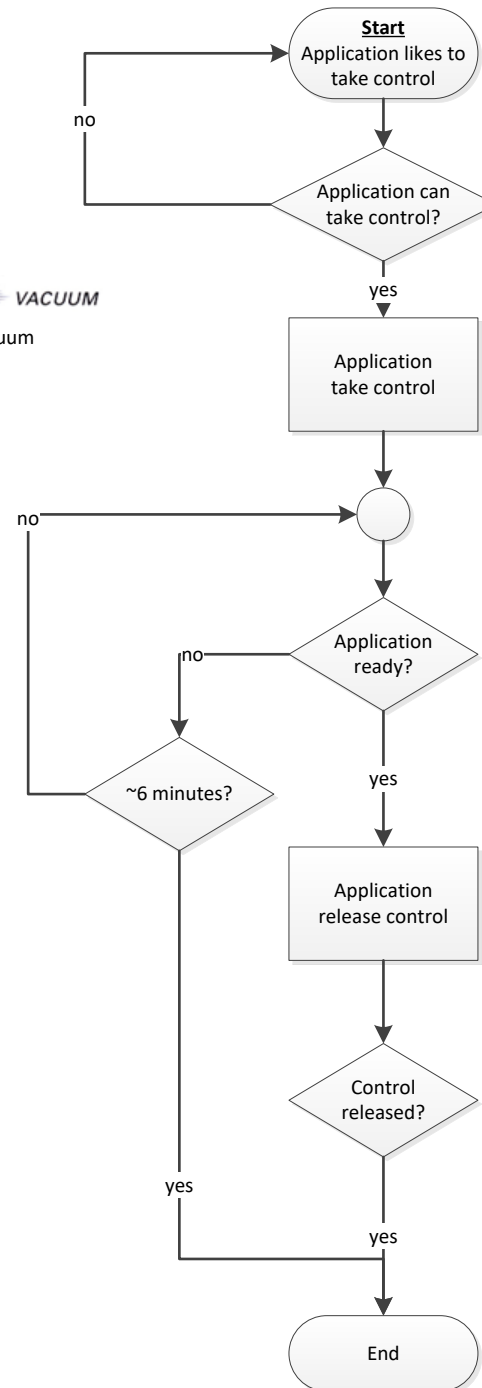 Start
Application likes to
take control
no
Application can
take control?
yes
VACUUM
uum
Application
take control
no
Application
ready?
no
~6 minutes?
yes
Application
release control
Control
released?
yes
yes
End